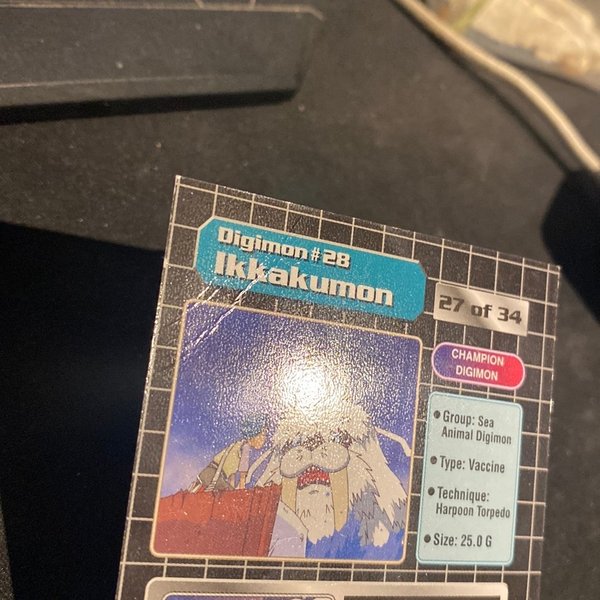 Digimon #28
Ikkakumon
27 of 34
CHAMPION
DIGIMON
• Group: Sea
Animal Digimon
• Type: Vaccine
• Technique:
Harpoon Torpedo
• Size: 25.0 G